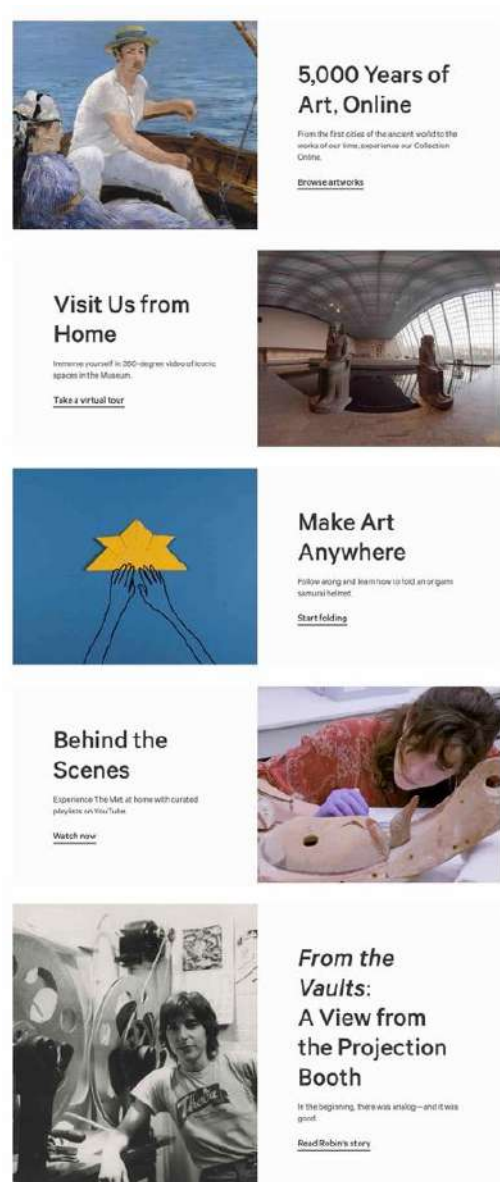 5,000 Years of
Art, Online
From the first cities of the ancient world to the
works of our time, experience our Collection
Online.
Browse artworks
Visit Us from
Home
Immerse yourself in 360-degree video of iconic
spaces in the Museum.
Take a virtual tour
Make Art
Anywhere
Follow along and learn how to fold an origami
samurai helmet.
Start folding
Behind the
Scenes
Experience The Met at home with curated
playlists on YouTube.
Watch now
From the
Vaults:
A View from
the Projection
Booth
In the beginning, there was analog—and it was
good.
Read Robin's story